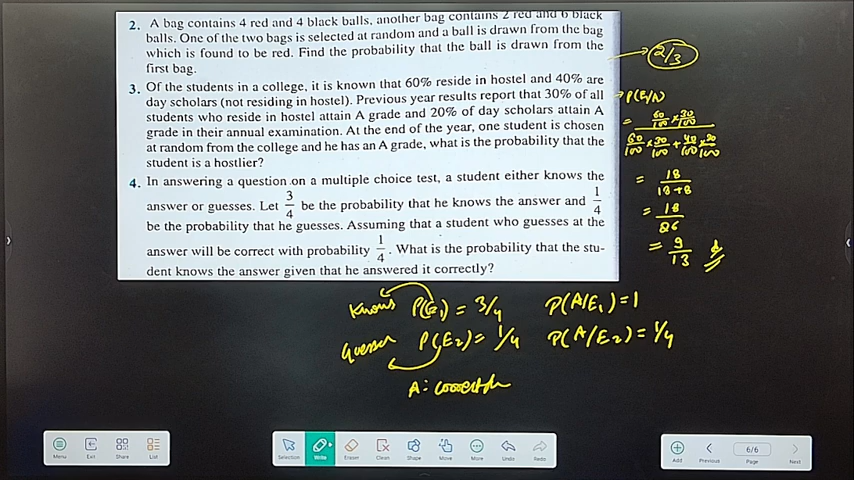 2. A bag contains 4 red and 4 black balls, another bag contains 2 red and 6 black
balls. One of the two bags is selected at random and a ball is drawn from the bag
which is found to be red. Find the probability that the ball is drawn from the
first bag.
2/3
3. Of the students in a college, it is known that 60% reside in hostel and 40% are
day scholars (not residing in hostel). Previous year results report that 30% of all
students who reside in hostel attain A grade and 20% of day scholars attain A
grade in their annual examination. At the end of the year, one student is chosen
at random from the college and he has an A grade, what is the probability that the
student is a hostlier?
P(E1/A)
= 60/100 × 30/100
60/100 × 30/100 + 40/100 × 20/100
= 18/18+8
= 18/26
= 9/13
4. In answering a question on a multiple choice test, a student either knows the
answer or guesses. Let 3/4 be the probability that he knows the answer and 1/4
be the probability that he guesses. Assuming that a student who guesses at the
answer will be correct with probability 1/4. What is the probability that the stu-
dent knows the answer given that he answered it correctly?
Knows P(E1) = 3/4 P(A/E1) = 1
guesses P(E2) = 1/4 P(A/E2) = 1/4
A:
Menu Exit Share List
Selection Write Eraser Clean Shape Move More Undo Redo
Add Previous 6/6 Page Next